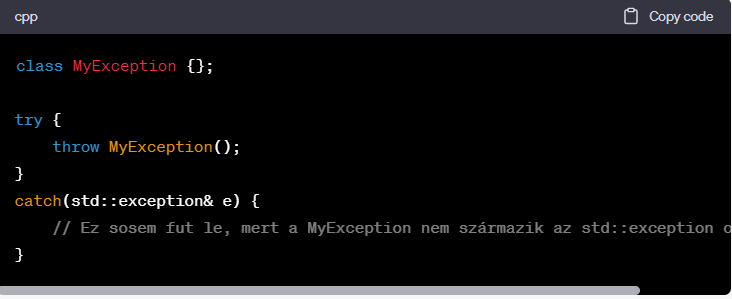 cpp
Copy code
class MyException {};
try {
    throw MyException();
}
catch(std::exception& e) {
    // Ez sosem fut le, mert a MyException nem származik az std::exception
}